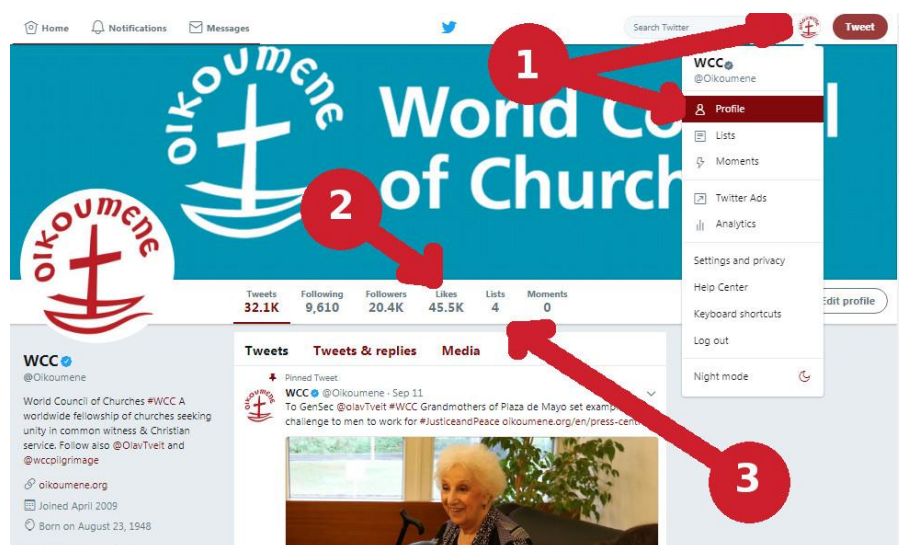 Home Notifications Messages Search Twitter Tweet
1
WCC
@Oikoumene
Profile
Lists
Moments
Twitter Ads
Analytics
Settings and privacy
Help Center
Keyboard shortcuts
Log out
Night mode
OIKOUMENE
World Co l
of Church
2
OIKOUMENE
Tweets Following Followers Likes Lists Moments
32.1K 9,610 20.4K 45.5K 4 0
Edit profile
3
WCC
@Oikoumene
World Council of Churches #WCC A
worldwide fellowship of churches seeking
unity in common witness & Christian
service. Follow also @OlavTveit and
@wccpilgrimage
oikoumene.org
Joined April 2009
Born on August 23, 1948
Tweets Tweets & replies Media
Pinned Tweet
WCC @Oikoumene · Sep 11
To GenSec @olavTveit #WCC Grandmothers of Plaza de Mayo set examp
challenge to men to work for #JusticeandPeace oikoumene.org/en/press-cent